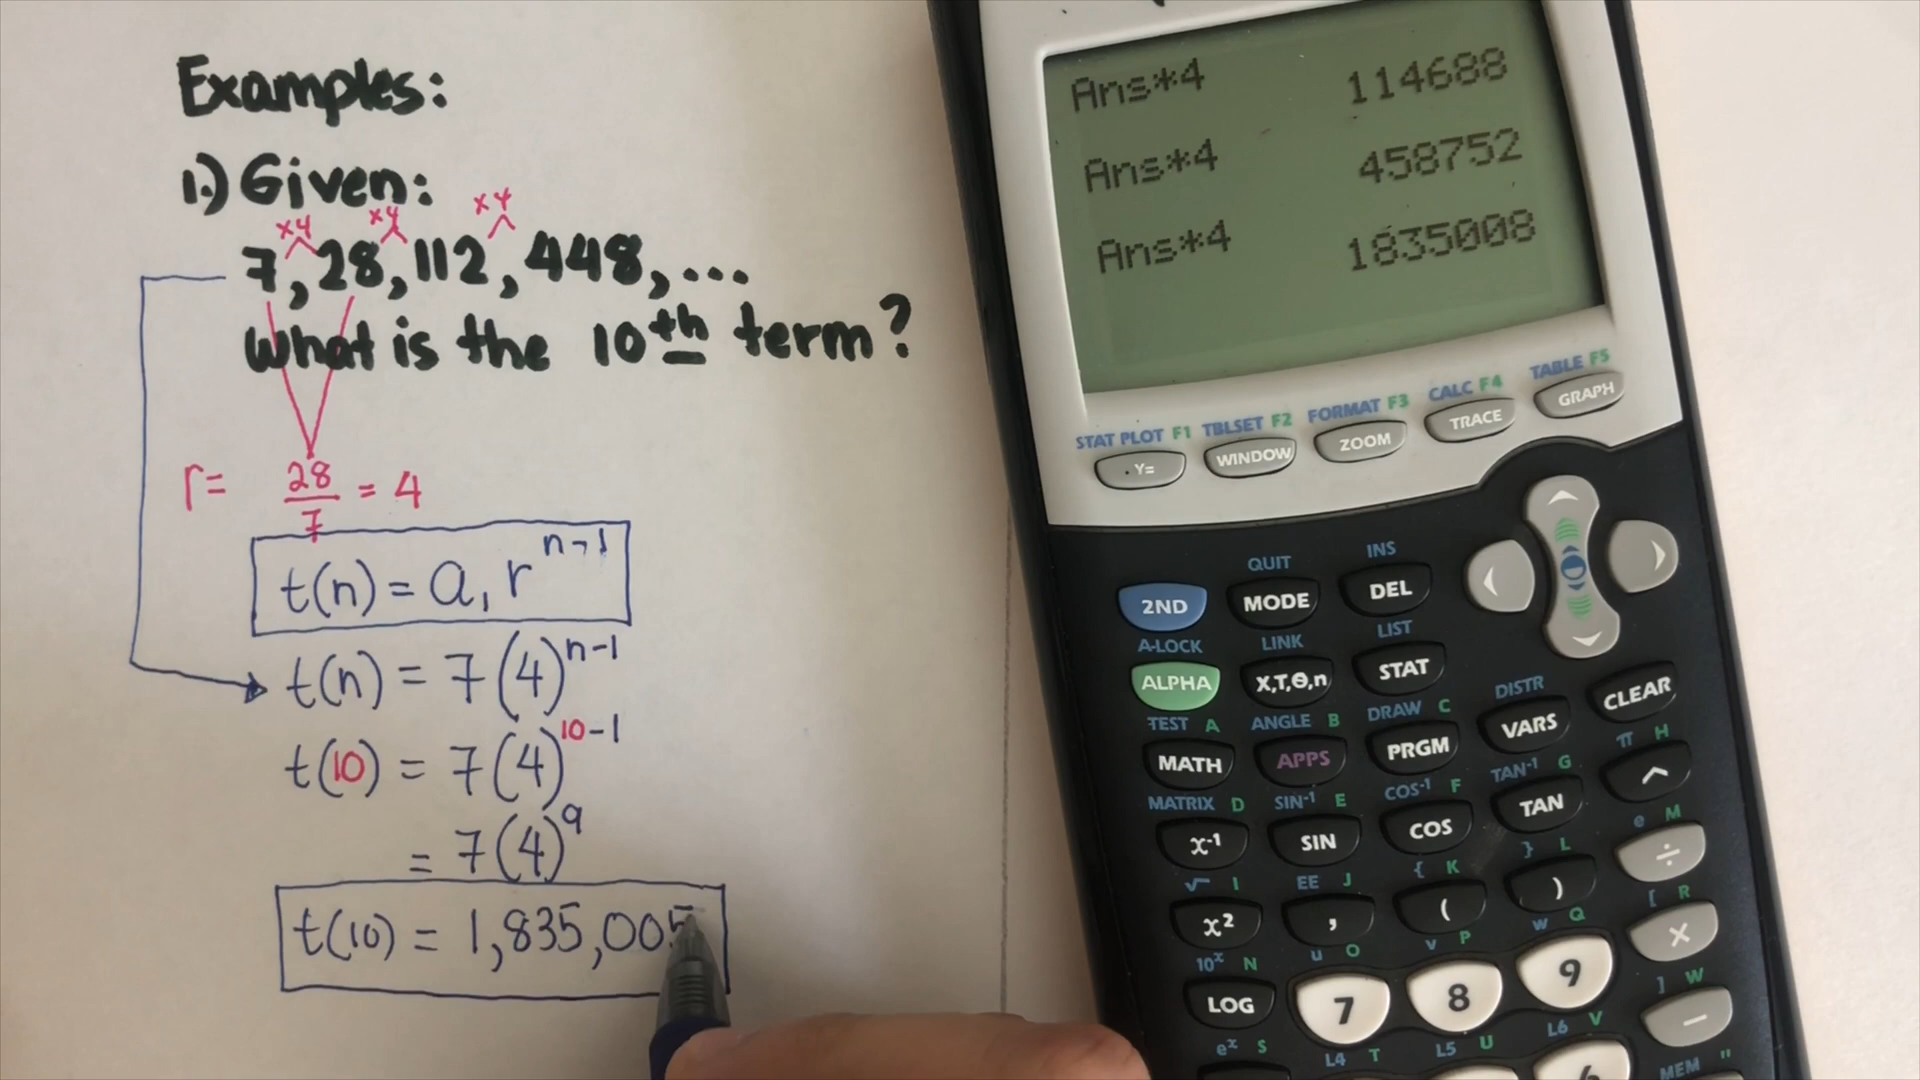 Examples:
1.) Given:
x4 x4 x4
7, 28, 112, 448, ...
What is the 10th term?
r = 28/7 = 4
t(n) = a₁ r^n-1
t(n) = 7(4)^n-1
t(10) = 7(4)^10-1
= 7(4)^9
t(10) = 1,835,005
Ans*4 114688
Ans*4 458752
Ans*4 1835008
STAT PLOT F1 TBLSET F2 FORMAT F3 CALC F4 TABLE F5
Y= WINDOW ZOOM TRACE GRAPH
QUIT INS
2ND MODE DEL
A-LOCK LINK LIST
ALPHA X,T,Θ,n STAT
TEST A ANGLE B DRAW C DISTR
MATH APPS PRGM VARS CLEAR
MATRIX D SIN⁻¹ E COS⁻¹ F TAN⁻¹ G π H
x⁻¹ SIN COS TAN ^
√ I EE J { K } L e M
x² , ( ) ÷
10ˣ N u O v P w Q [ R
LOG 7 8 9 ×
eˣ S L4 T L5 U L6 V ] W
−
6
MEM "